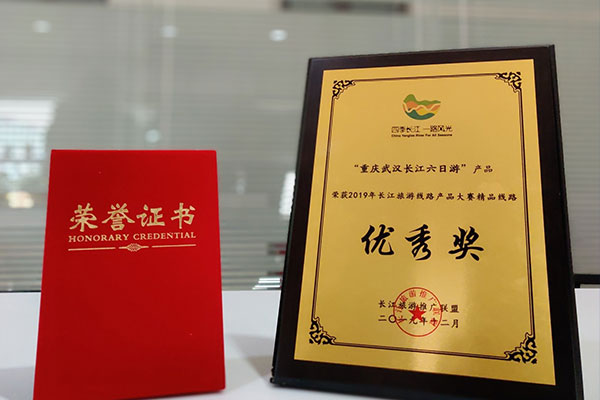 荣誉证书
HONORARY CREDENTIAL
四季长江 一路风光
China Yangtze River For All Seasons
“重庆武汉长江六日游”产品
荣获2019年长江旅游线路产品大赛精品线路
优秀奖
长江旅游推广联盟
二〇一九年十二月